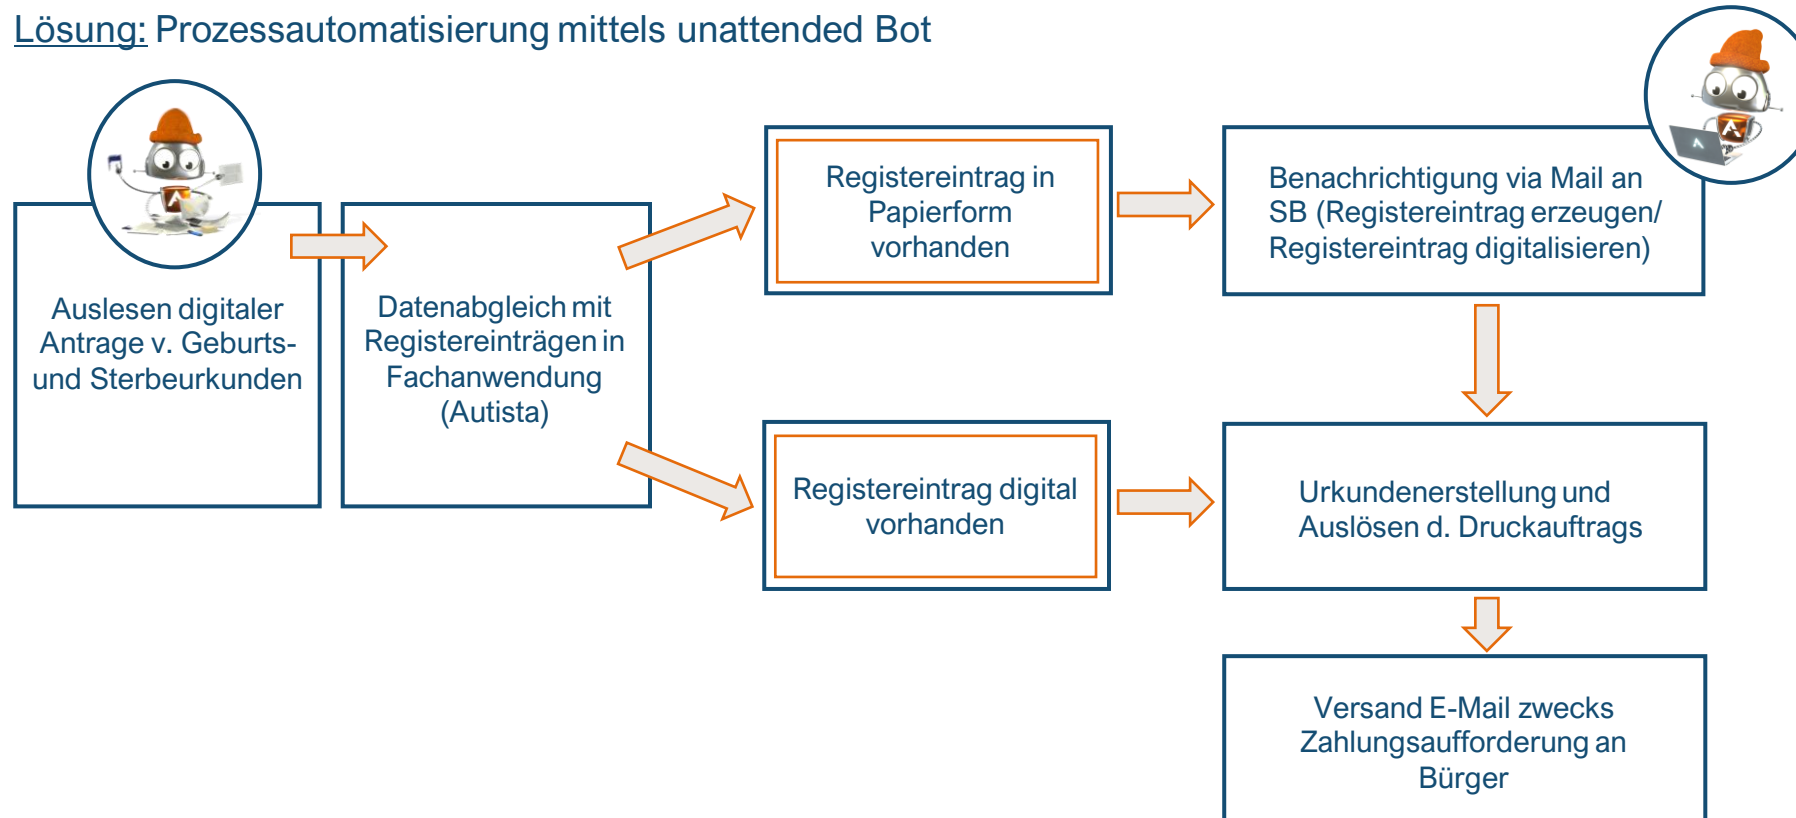 Lösung: Prozessautomatisierung mittels unattended Bot
Auslesen digitaler
Antrage v. Geburts-
und Sterbeurkunden
Datenabgleich mit
Registereinträgen in
Fachanwendung
(Autista)
Registereintrag in
Papierform
vorhanden
Benachrichtigung via Mail an
SB (Registereintrag erzeugen/
Registereintrag digitalisieren)
Registereintrag digital
vorhanden
Urkundenerstellung und
Auslösen d. Druckauftrags
Versand E-Mail zwecks
Zahlungsaufforderung an
Bürger